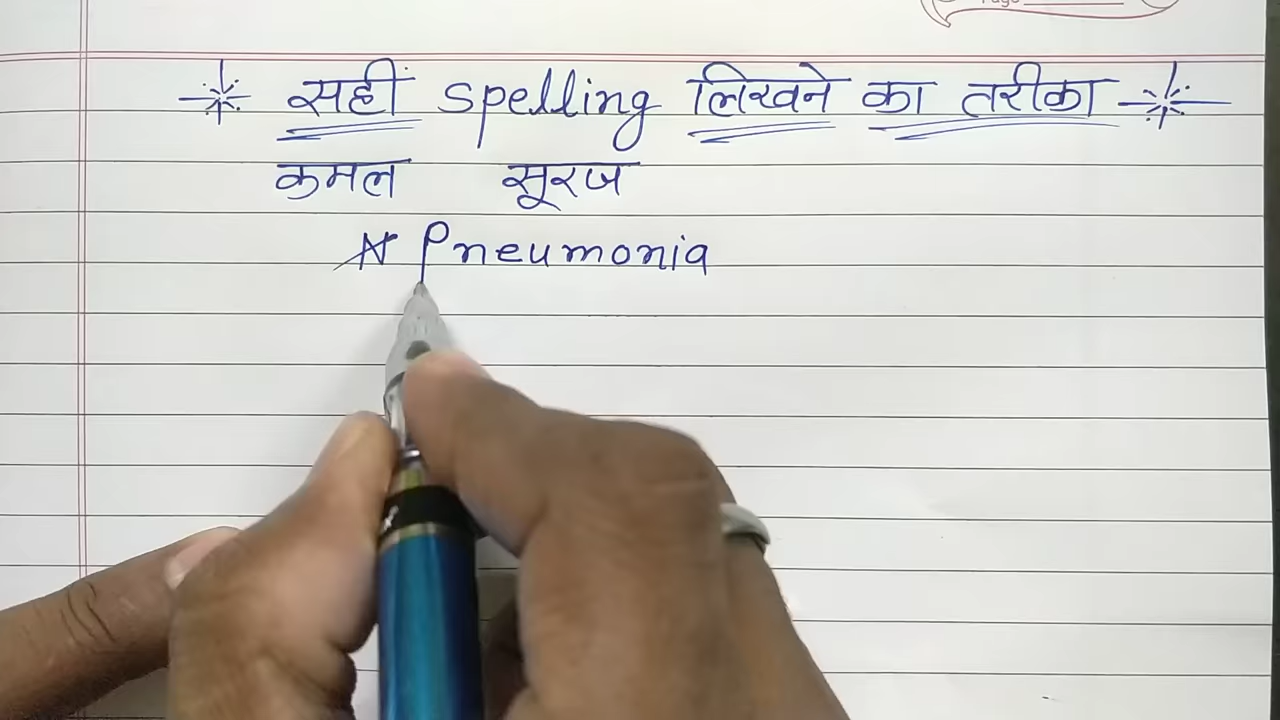 सही spelling लिखने का तरीका
कमल सूरज
N Pneumonia